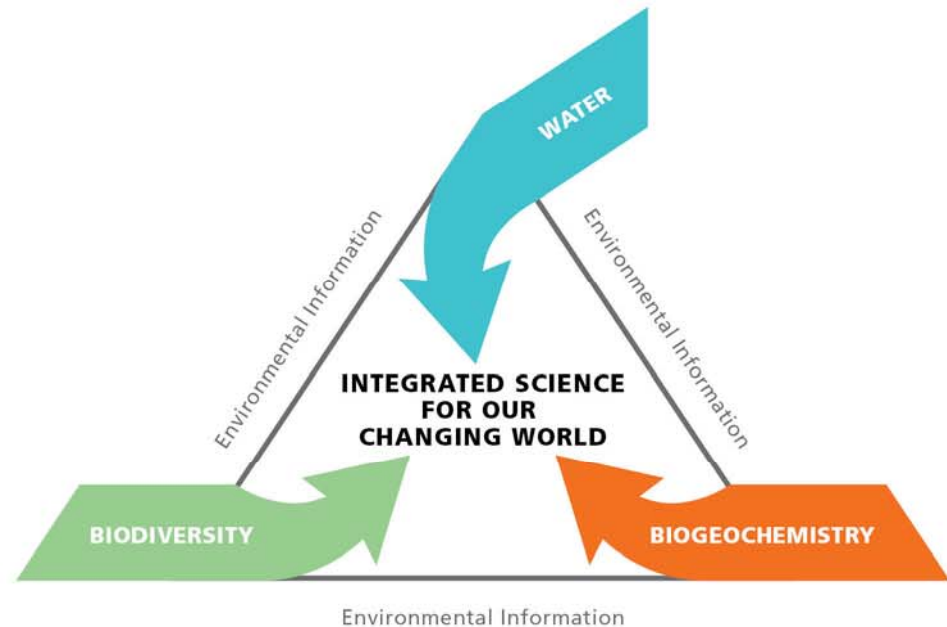 WATER
Environmental Information
Environmental Information
INTEGRATED SCIENCE
FOR OUR
CHANGING WORLD
BIODIVERSITY
BIOGEOCHEMISTRY
Environmental Information